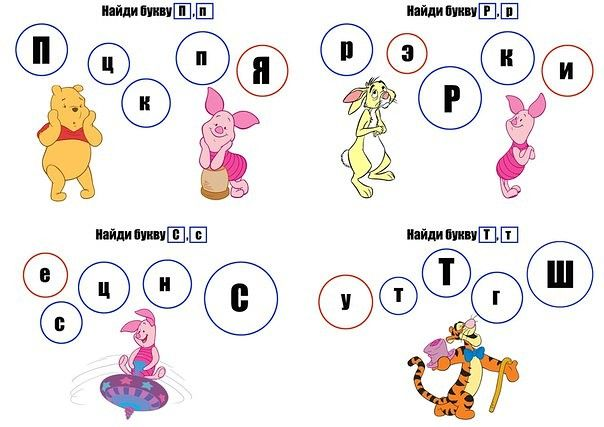 Найди букву П, п
П ц к п Я
Найди букву Р, р
р э Р к и
Найди букву С, с
е с ц н С
Найди букву Т, т
у т Т г Ш